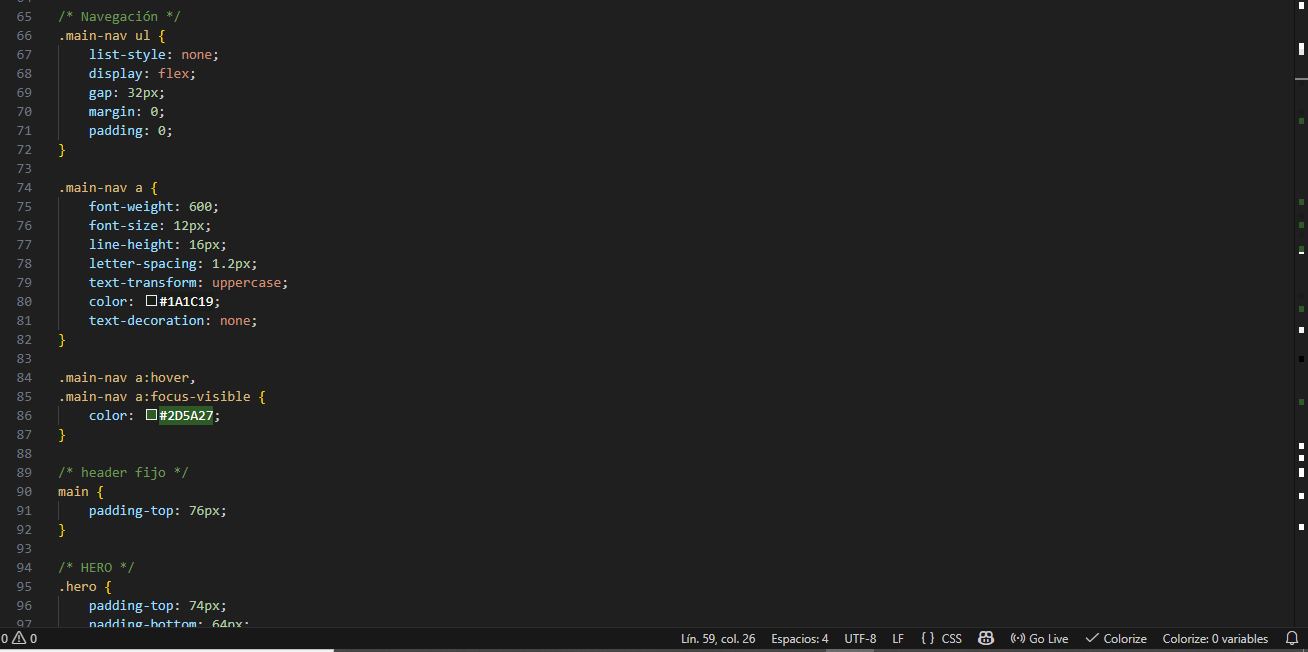 65 /* Navegación */
66 .main-nav ul {
67 list-style: none;
68 display: flex;
69 gap: 32px;
70 margin: 0;
71 padding: 0;
72 }
73
74 .main-nav a {
75 font-weight: 600;
76 font-size: 12px;
77 line-height: 16px;
78 letter-spacing: 1.2px;
79 text-transform: uppercase;
80 color: #1A1C19;
81 text-decoration: none;
82 }
83
84 .main-nav a:hover,
85 .main-nav a:focus-visible {
86 color: #2D5A27;
87 }
88
89 /* header fijo */
90 main {
91 padding-top: 76px;
92 }
93
94 /* HERO */
95 .hero {
96 padding-top: 74px;
97 padding-bottom: 64px;
0 0 Lín. 59, col. 26 Espacios: 4 UTF-8 LF { } CSS Go Live Colorize Colorize: 0 variables